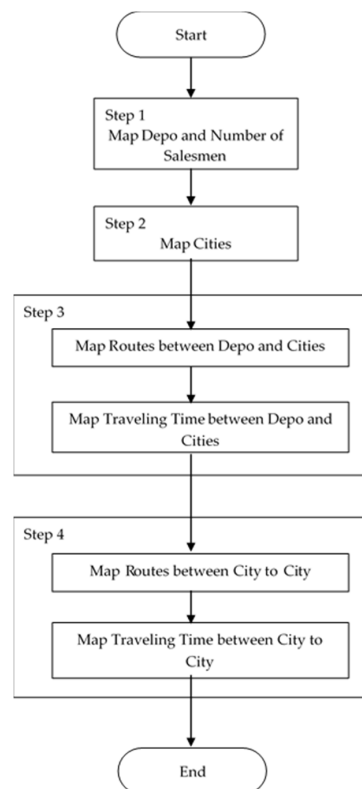 Start
Step 1
Map Depo and Number of
Salesmen
Step 2
Map Cities
Step 3
Map Routes between Depo and Cities
Map Traveling Time between Depo and
Cities
Step 4
Map Routes between City to City
Map Traveling Time between City to
City
End